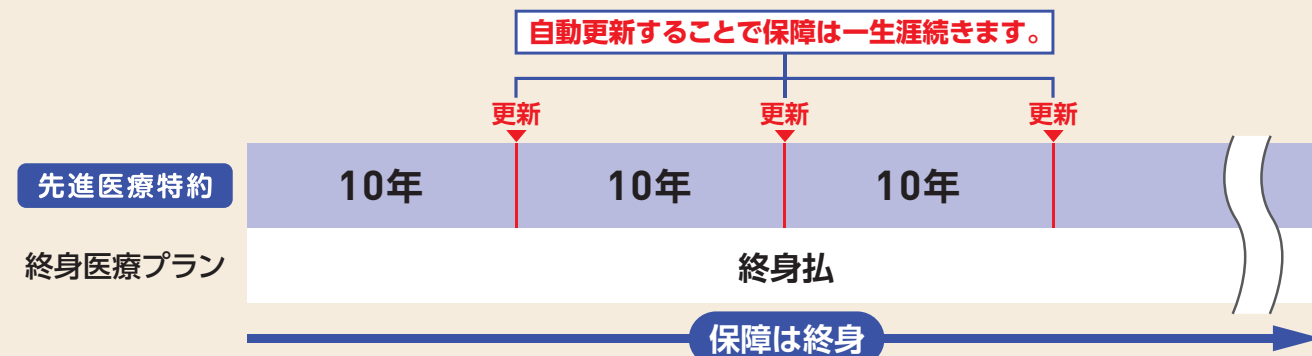 自動更新することで保障は一生涯続きます。
更新 更新 更新
先進医療特約 10年 10年 10年
終身医療プラン 終身払
保障は終身